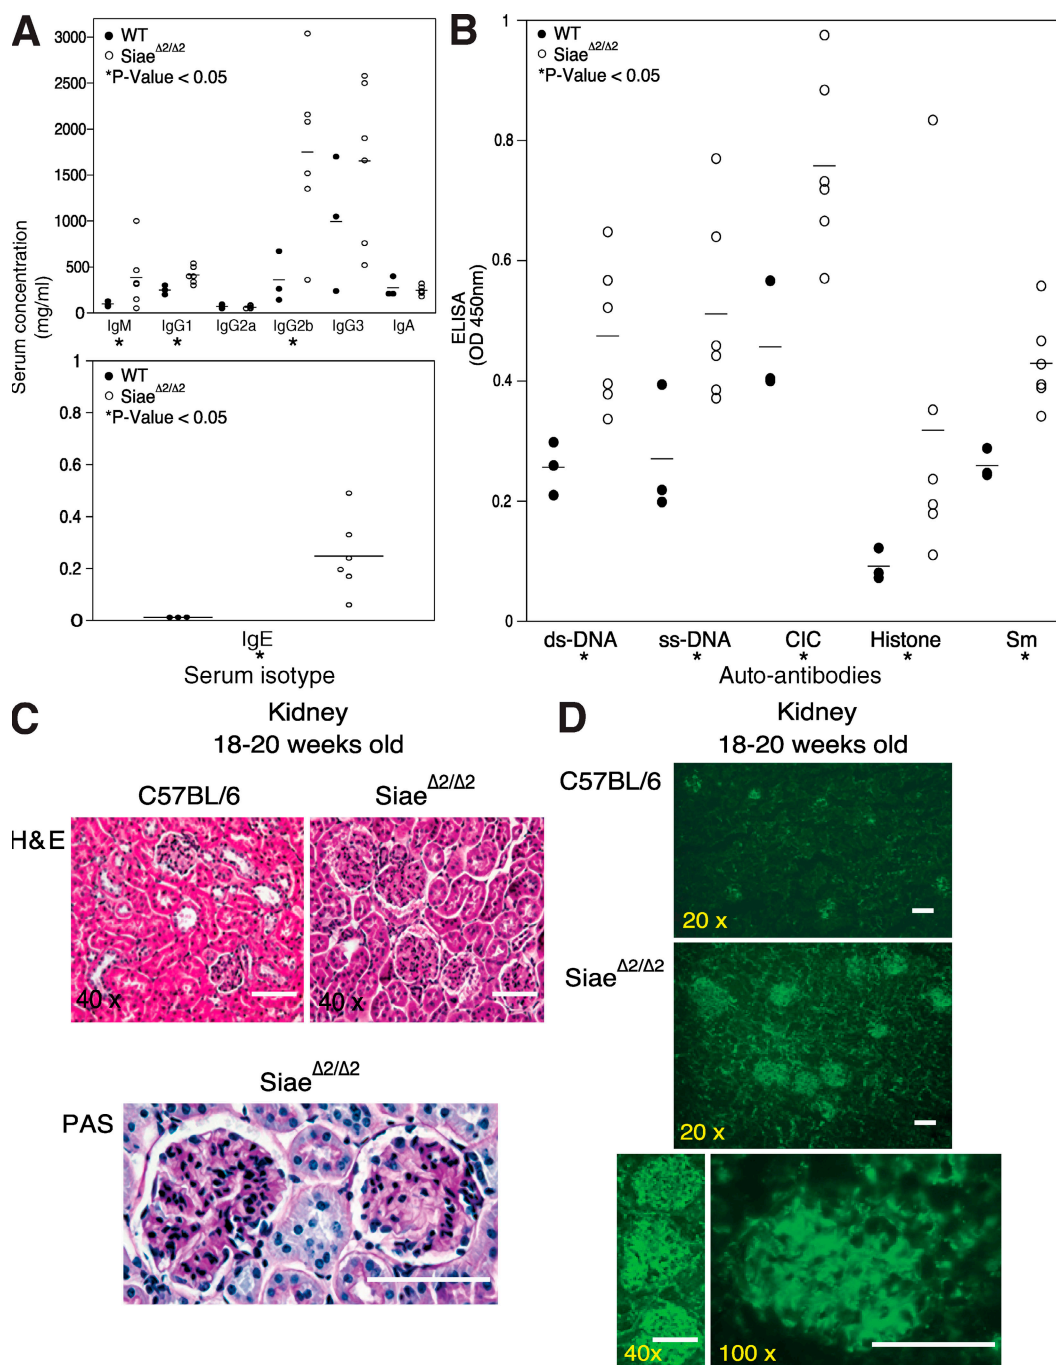 A
WT
Siae Δ2/Δ2
*P-Value < 0.05
3000
2500
2000
1500
1000
500
0
Serum concentration
(mg/ml)
IgM IgG1 IgG2a IgG2b IgG3 IgA
* * *
WT
Siae Δ2/Δ2
*P-Value < 0.05
1
0.8
0.6
0.4
0.2
0
IgE
*
Serum isotype
B
WT
Siae Δ2/Δ2
*P-Value < 0.05
1
0.8
0.6
0.4
0.2
0
ELISA
(OD 450nm)
ds-DNA ss-DNA CIC Histone Sm
* * * * *
Auto-antibodies
C
Kidney
18-20 weeks old
C57BL/6 Siae Δ2/Δ2
H&E
40 x 40 x
Siae Δ2/Δ2
PAS
D
Kidney
18-20 weeks old
C57BL/6
20 x
Siae Δ2/Δ2
20 x
40x 100 x